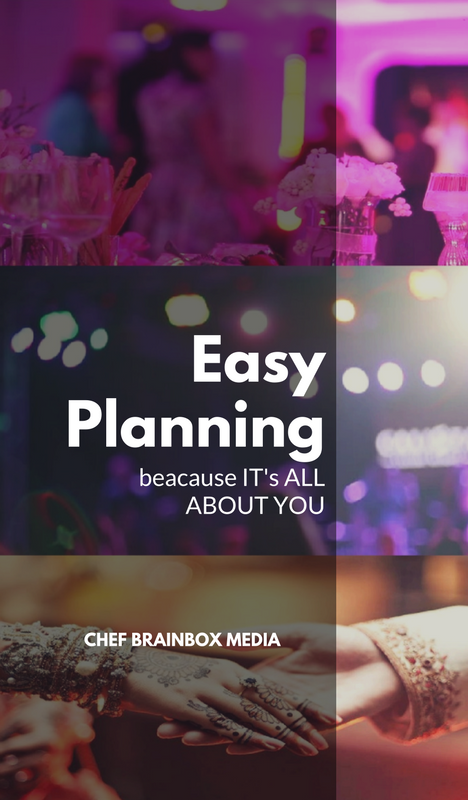 Easy
Planning
beacause IT's ALL
ABOUT YOU
CHEF BRAINBOX MEDIA